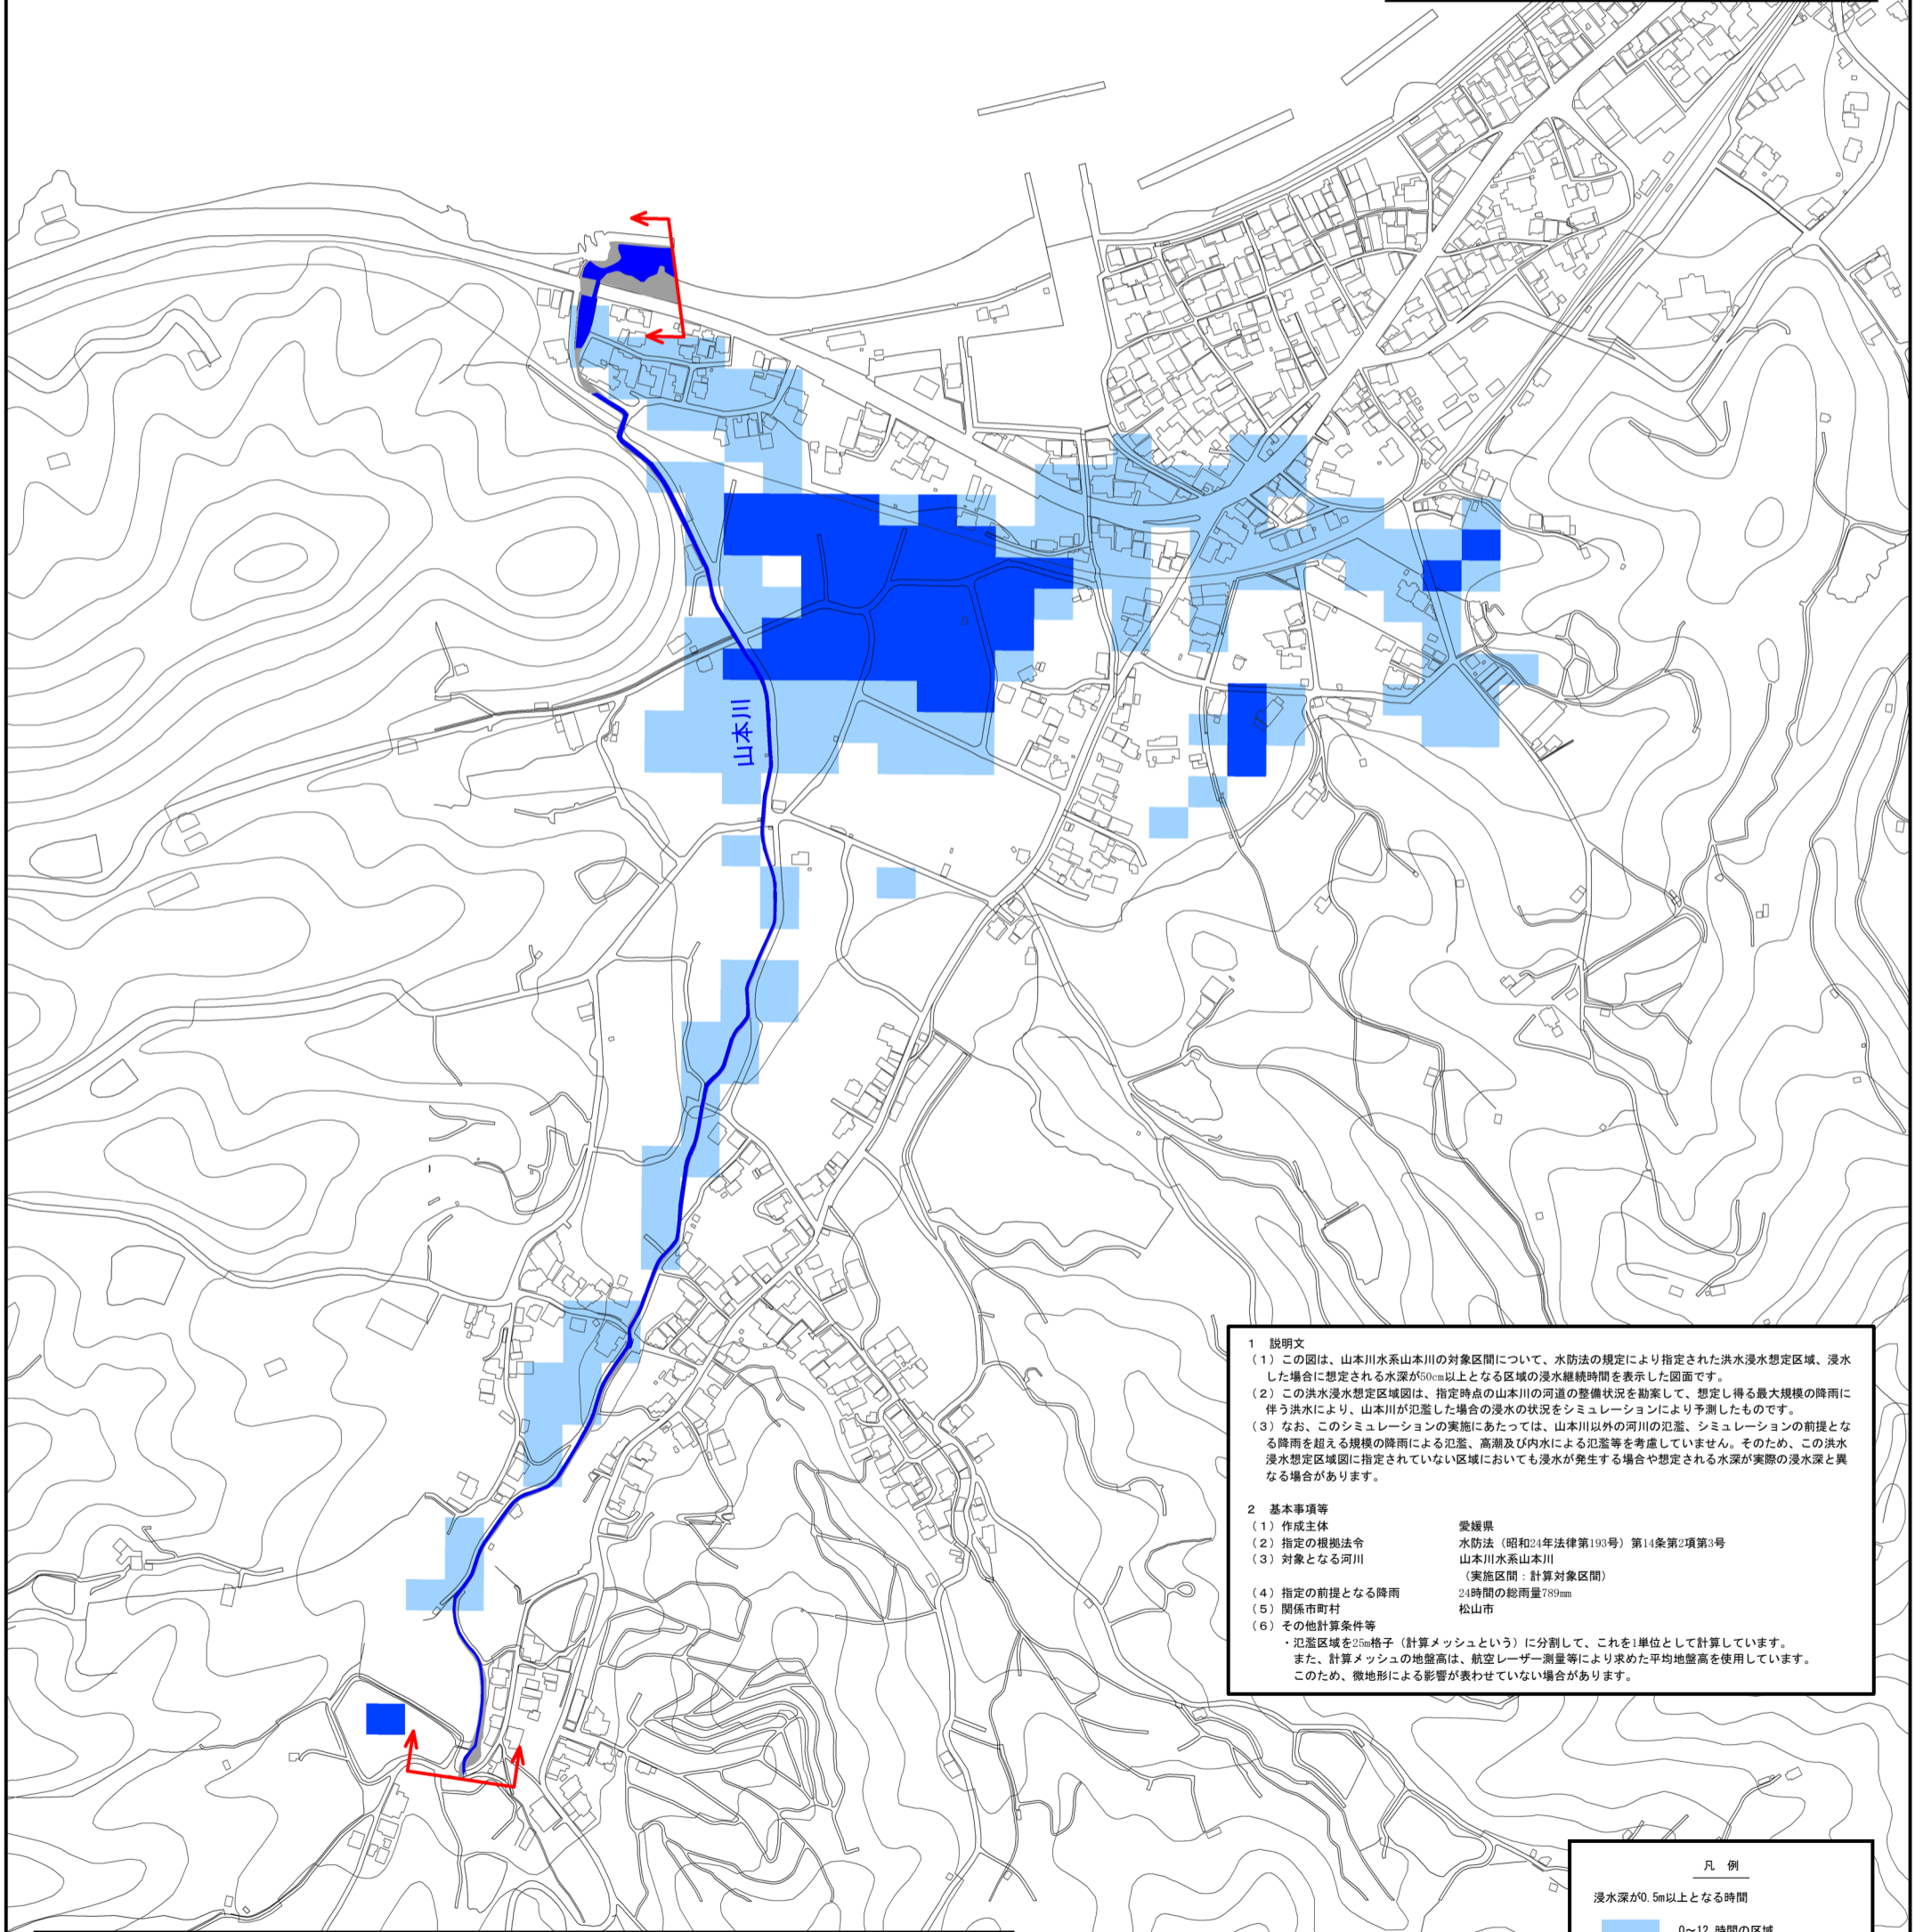 山本川
1 説明文
(1)この図は、山本川水系山本川の対象区間について、水防法の規定により指定された洪水浸水想定区域、浸水
した場合に想定される水深が50cm以上となる区域の浸水継続時間を表示した図面です。
(2)この洪水浸水想定区域図は、指定時点の山本川の河道の整備状況を勘案して、想定し得る最大規模の降雨に
伴う洪水により、山本川が氾濫した場合の浸水の状況をシミュレーションにより予測したものです。
(3)なお、このシミュレーションの実施にあたっては、山本川以外の河川の氾濫、シミュレーションの前提とな
る降雨を超える規模の降雨による氾濫、高潮及び内水による氾濫等を考慮していません。そのため、この洪水
浸水想定区域図に指定されていない区域においても浸水が発生する場合や想定される水深が実際の浸水深と異
なる場合があります。
2 基本事項等
(1)作成主体 愛媛県
(2)指定の根拠法令 水防法(昭和24年法律第193号)第14条第2項第3号
(3)対象となる河川 山本川水系山本川
(実施区間:計算対象区間)
(4)指定の前提となる降雨 24時間の総雨量789mm
(5)関係市町村 松山市
(6)その他計算条件等
・氾濫区域を25m格子(計算メッシュという)に分割して、これを1単位として計算しています。
また、計算メッシュの地盤高は、航空レーザー測量等により求めた平均地盤高を使用しています。
このため、微地形による影響が表わせていない場合があります。
凡 例
浸水深が0.5m以上となる時間
0~12 時間の区域